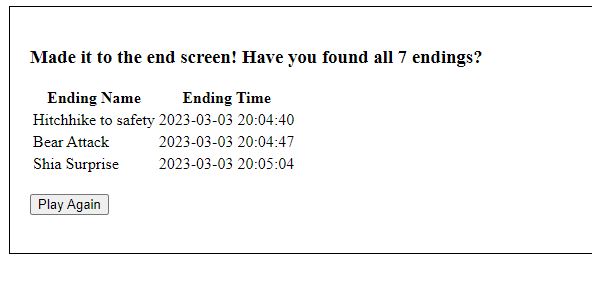 Made it to the end screen! Have you found all 7 endings?
Ending Name Ending Time
Hitchhike to safety 2023-03-03 20:04:40
Bear Attack 2023-03-03 20:04:47
Shia Surprise 2023-03-03 20:05:04
Play Again